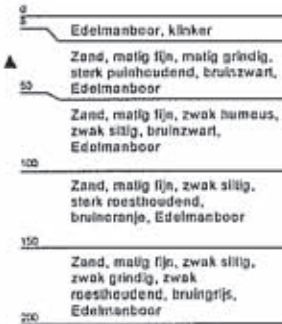 0
5
Edelmanboor, klinker
Zand, matig fijn, matig grindig,
sterk puinhoudend, bruinzwart,
Edelmanboor
50
Zand, matig fijn, zwak humeus,
zwak siltig, bruinzwart,
Edelmanboor
100
Zand, matig fijn, zwak siltig,
sterk roesthoudend,
bruinoranje, Edelmanboor
150
Zand, matig fijn, zwak siltig,
zwak grindig, zwak
roesthoudend, bruingrijs,
Edelmanboor
200